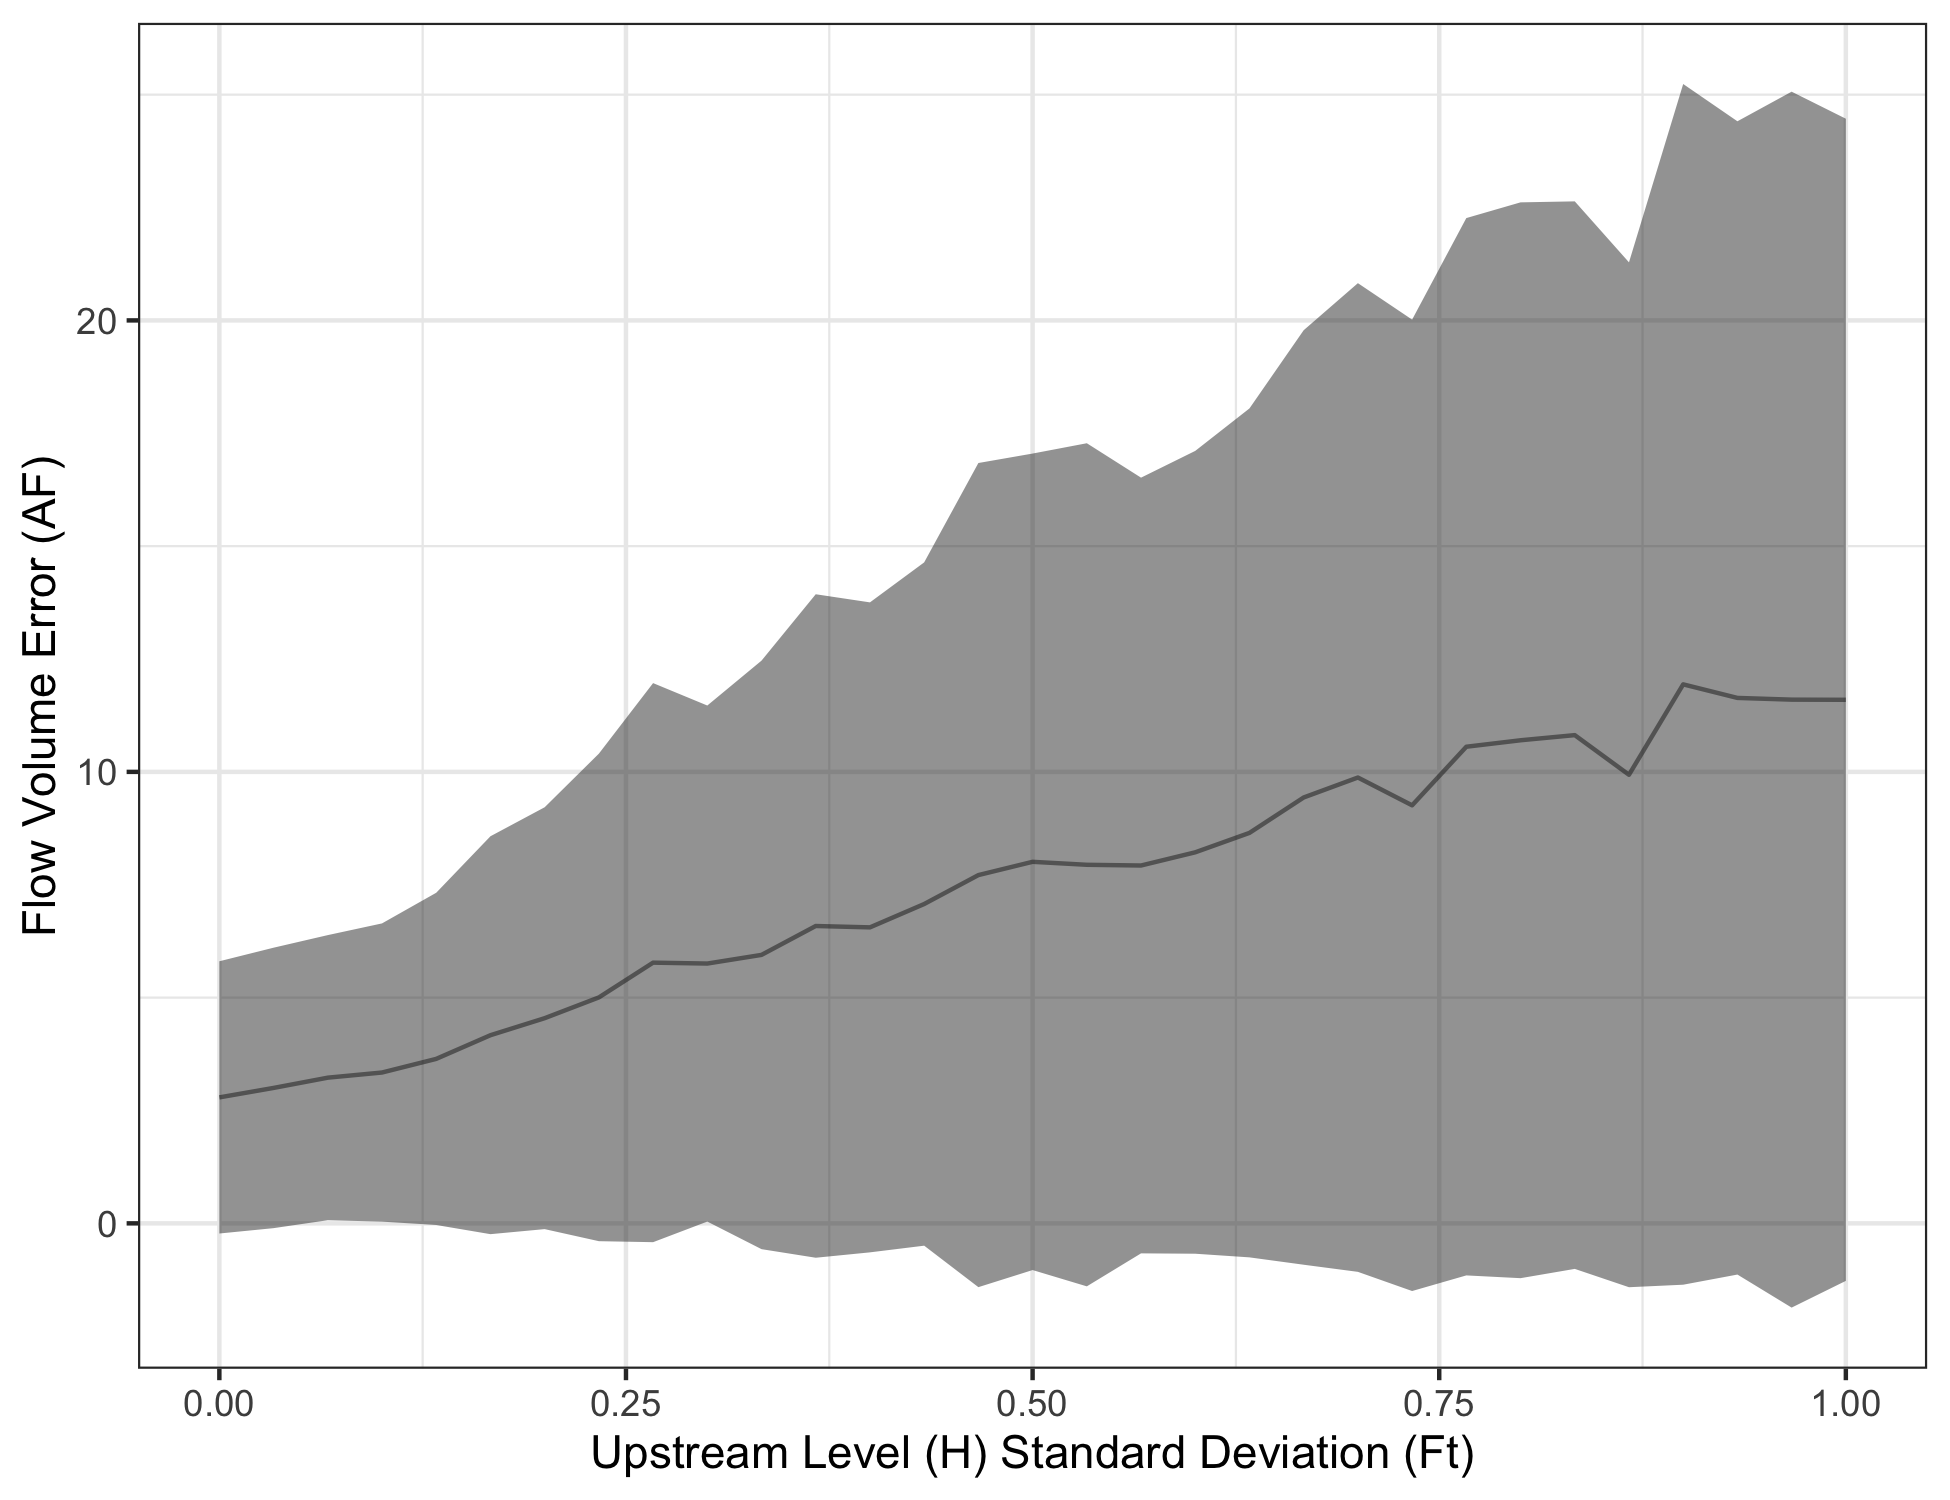 Flow Volume Error (AF)
20
10
0
0.00 0.25 0.50 0.75 1.00
Upstream Level (H) Standard Deviation (Ft)